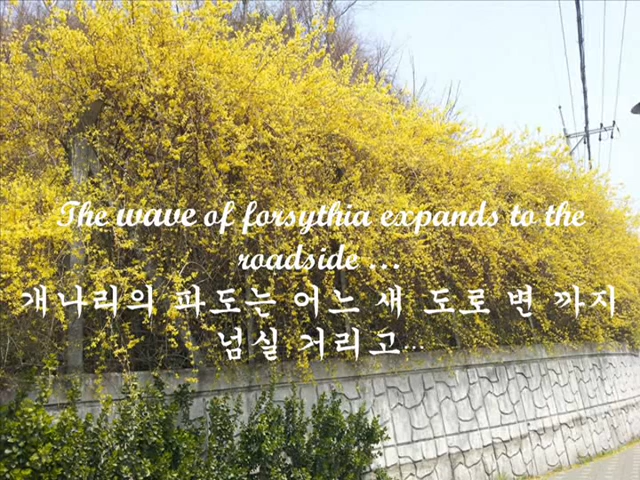 The wave of forsythia expands to the
roadside ...
개나리의 파도는 어느 새 도로 변 까지
넘실 거리고...